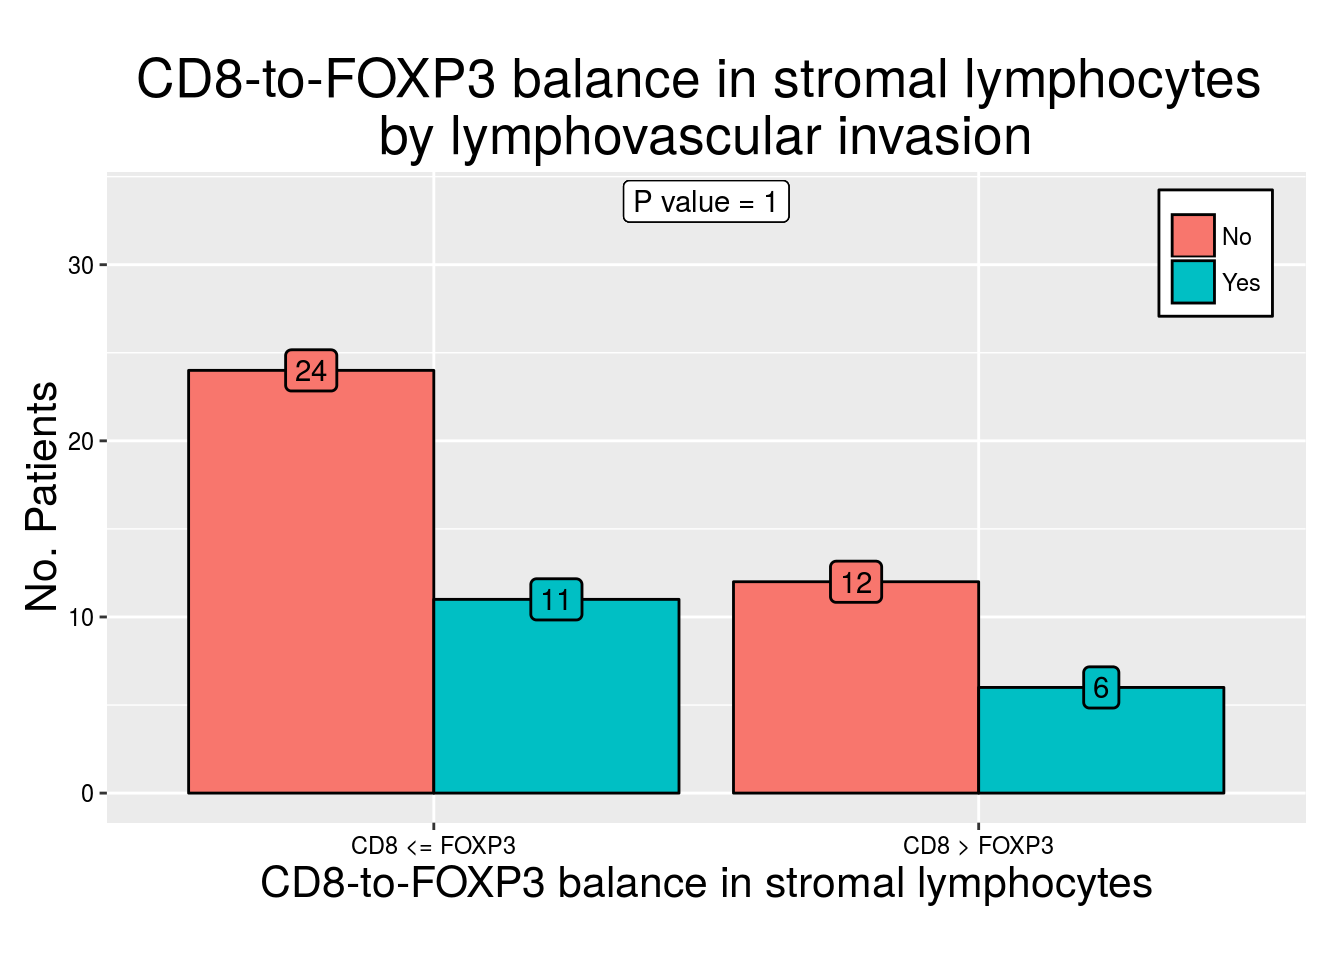 CD8-to-FOXP3 balance in stromal lymphocytes
by lymphovascular invasion
P value = 1
No
Yes
No. Patients
30
20
10
0
24
11
12
6
CD8 <= FOXP3
CD8 > FOXP3
CD8-to-FOXP3 balance in stromal lymphocytes